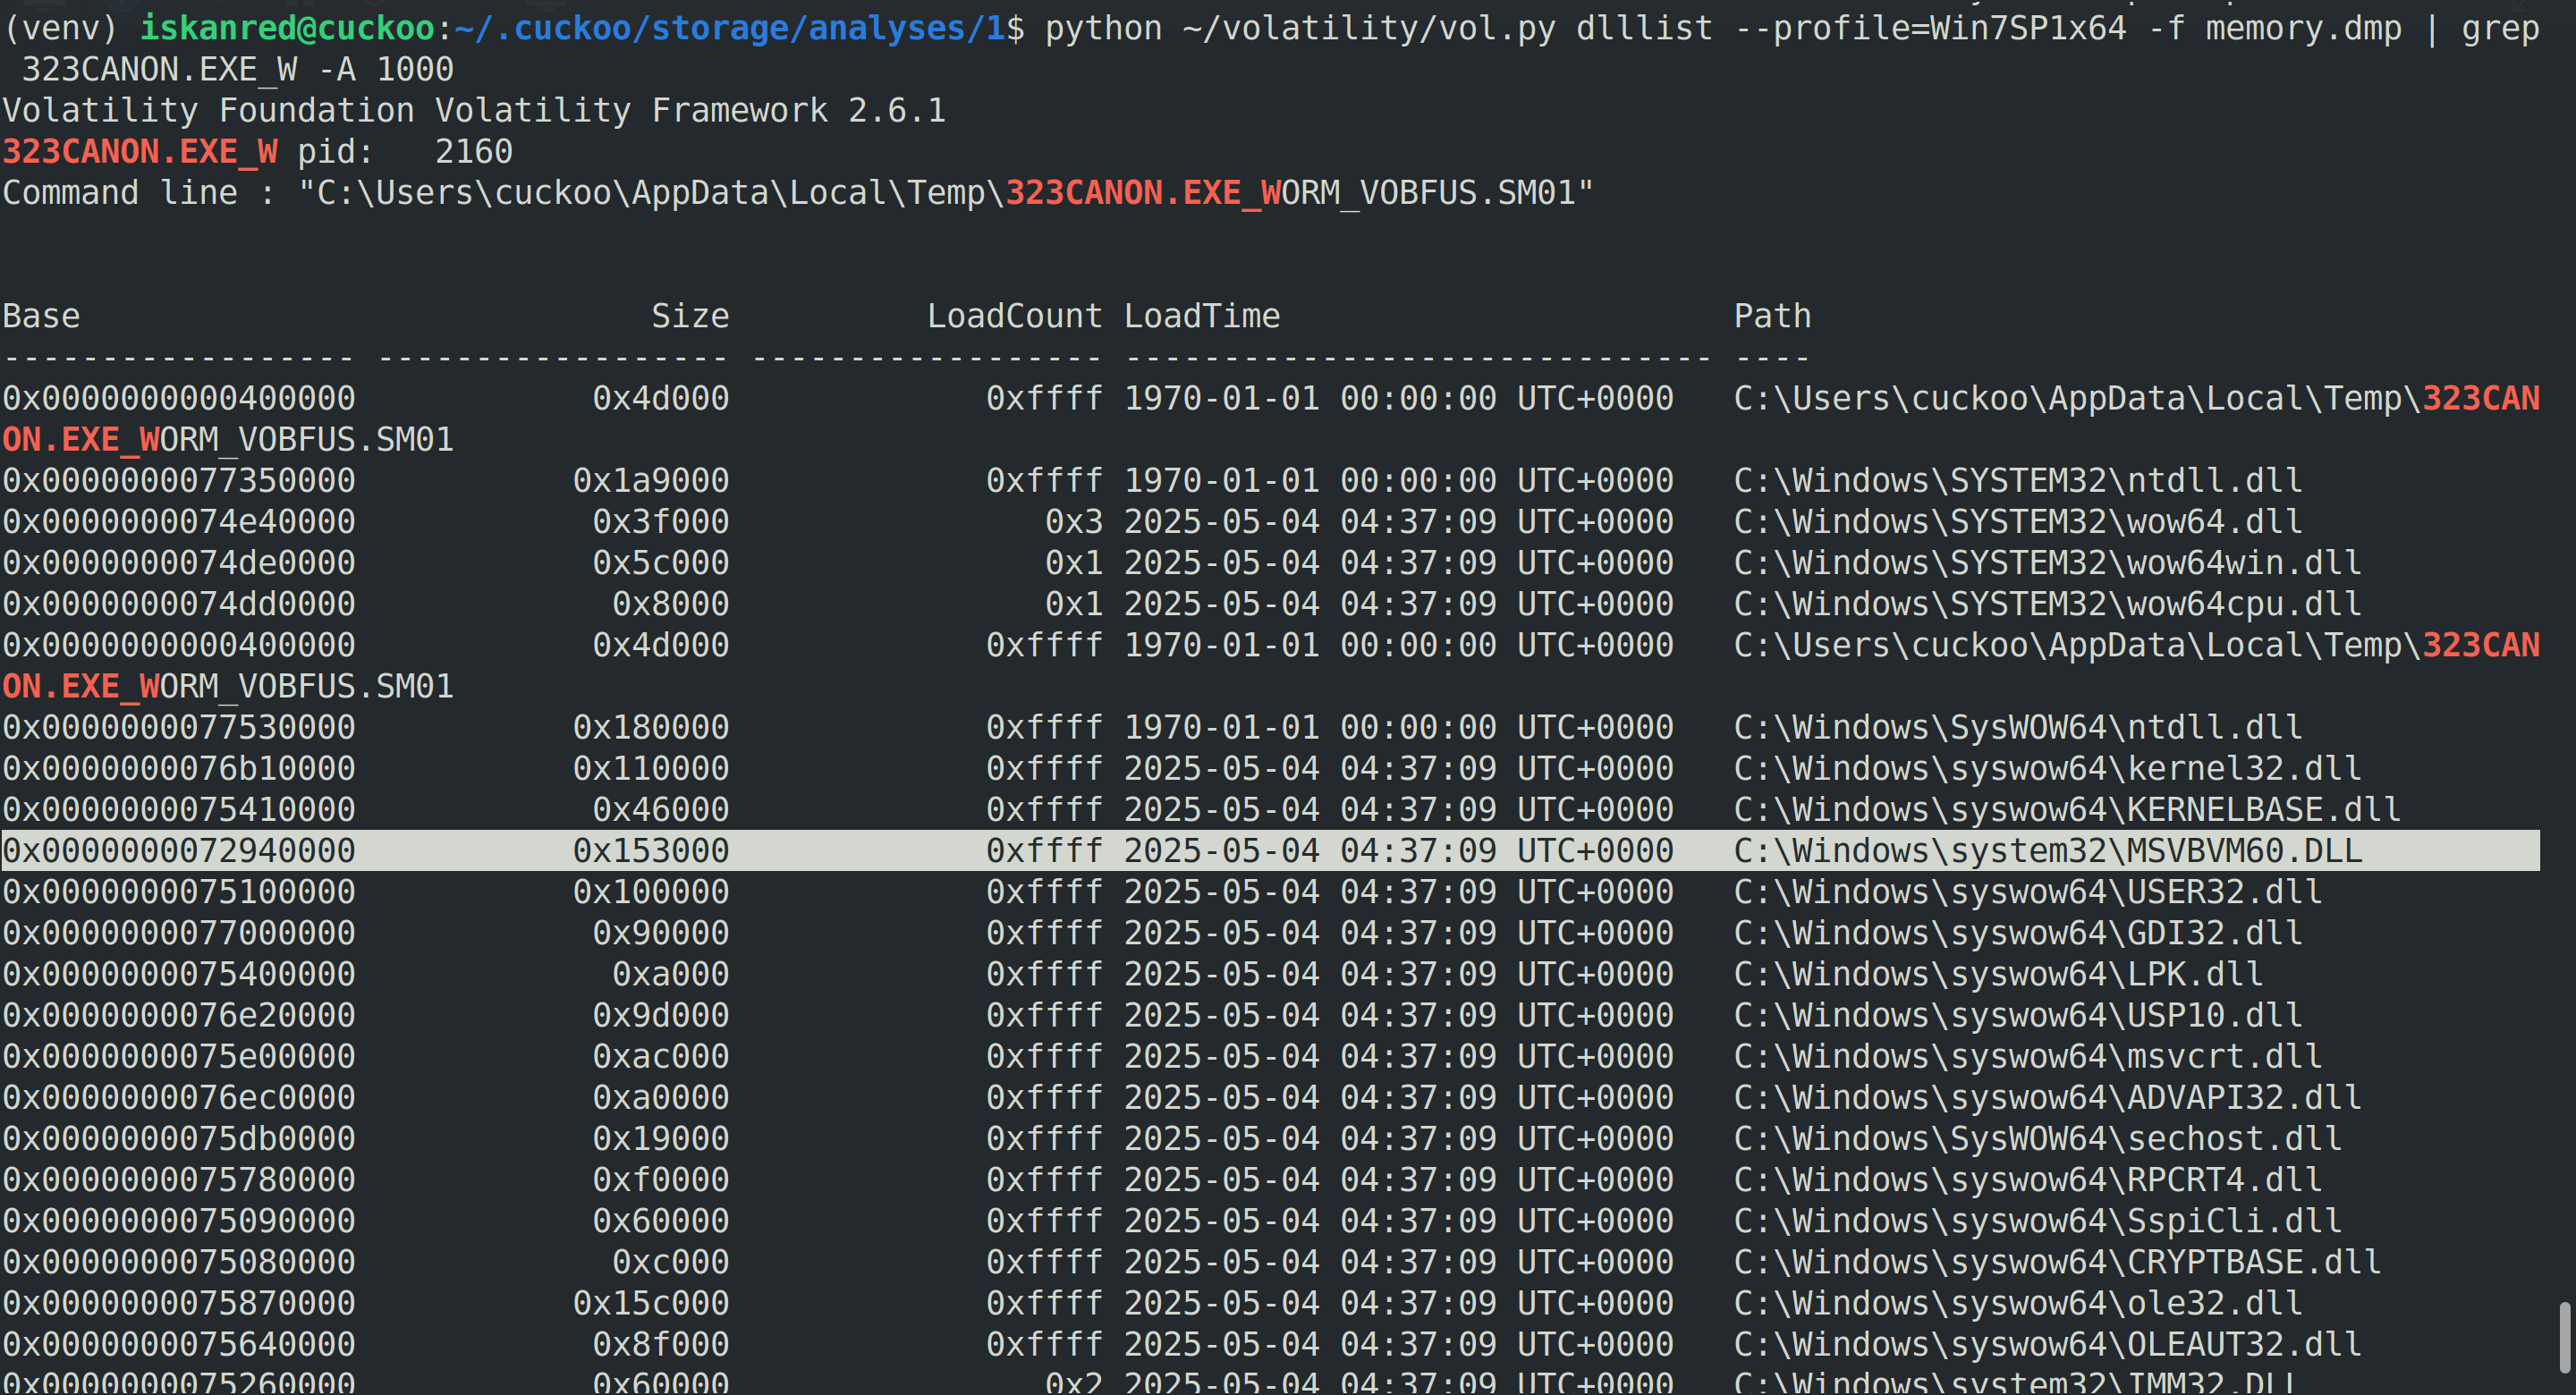 (venv) iskanred@cuckoo:~/.cuckoo/storage/analyses/1$ python ~/volatility/vol.py dlllist --profile=Win7SP1x64 -f memory.dmp | grep
 323CANON.EXE_W -A 1000
Volatility Foundation Volatility Framework 2.6.1
323CANON.EXE_W pid:   2160
Command line : "C:\Users\cuckoo\AppData\Local\Temp\323CANON.EXE_WORM_VOBFUS.SM01"
Base                             Size          LoadCount LoadTime                       Path
------------------ ------------------ ------------------ ------------------------------ ----
0x0000000000400000            0x4d000             0xffff 1970-01-01 00:00:00 UTC+0000   C:\Users\cuckoo\AppData\Local\Temp\323CAN
ON.EXE_WORM_VOBFUS.SM01
0x0000000077350000           0x1a9000             0xffff 1970-01-01 00:00:00 UTC+0000   C:\Windows\SYSTEM32\ntdll.dll
0x0000000074e40000            0x3f000                0x3 2025-05-04 04:37:09 UTC+0000   C:\Windows\SYSTEM32\wow64.dll
0x0000000074de0000            0x5c000                0x1 2025-05-04 04:37:09 UTC+0000   C:\Windows\SYSTEM32\wow64win.dll
0x0000000074dd0000             0x8000                0x1 2025-05-04 04:37:09 UTC+0000   C:\Windows\SYSTEM32\wow64cpu.dll
0x0000000000400000            0x4d000             0xffff 1970-01-01 00:00:00 UTC+0000   C:\Users\cuckoo\AppData\Local\Temp\323CAN
ON.EXE_WORM_VOBFUS.SM01
0x0000000077530000           0x180000             0xffff 1970-01-01 00:00:00 UTC+0000   C:\Windows\SysWOW64\ntdll.dll
0x0000000076b10000           0x110000             0xffff 2025-05-04 04:37:09 UTC+0000   C:\Windows\syswow64\kernel32.dll
0x0000000075410000            0x46000             0xffff 2025-05-04 04:37:09 UTC+0000   C:\Windows\syswow64\KERNELBASE.dll
0x0000000072940000           0x153000             0xffff 2025-05-04 04:37:09 UTC+0000   C:\Windows\system32\MSVBVM60.DLL
0x0000000075100000           0x100000             0xffff 2025-05-04 04:37:09 UTC+0000   C:\Windows\syswow64\USER32.dll
0x0000000077000000            0x90000             0xffff 2025-05-04 04:37:09 UTC+0000   C:\Windows\syswow64\GDI32.dll
0x0000000075400000             0xa000             0xffff 2025-05-04 04:37:09 UTC+0000   C:\Windows\syswow64\LPK.dll
0x0000000076e20000            0x9d000             0xffff 2025-05-04 04:37:09 UTC+0000   C:\Windows\syswow64\USP10.dll
0x0000000075e00000            0xac000             0xffff 2025-05-04 04:37:09 UTC+0000   C:\Windows\syswow64\msvcrt.dll
0x0000000076ec0000            0xa0000             0xffff 2025-05-04 04:37:09 UTC+0000   C:\Windows\syswow64\ADVAPI32.dll
0x0000000075db0000            0x19000             0xffff 2025-05-04 04:37:09 UTC+0000   C:\Windows\SysWOW64\sechost.dll
0x0000000075780000            0xf0000             0xffff 2025-05-04 04:37:09 UTC+0000   C:\Windows\syswow64\RPCRT4.dll
0x0000000075090000            0x60000             0xffff 2025-05-04 04:37:09 UTC+0000   C:\Windows\syswow64\SspiCli.dll
0x0000000075080000             0xc000             0xffff 2025-05-04 04:37:09 UTC+0000   C:\Windows\syswow64\CRYPTBASE.dll
0x0000000075870000           0x15c000             0xffff 2025-05-04 04:37:09 UTC+0000   C:\Windows\syswow64\ole32.dll
0x0000000075640000            0x8f000             0xffff 2025-05-04 04:37:09 UTC+0000   C:\Windows\syswow64\OLEAUT32.dll
0x0000000075260000            0x60000                0x2 2025-05-04 04:37:09 UTC+0000   C:\Windows\system32\IMM32.DLL